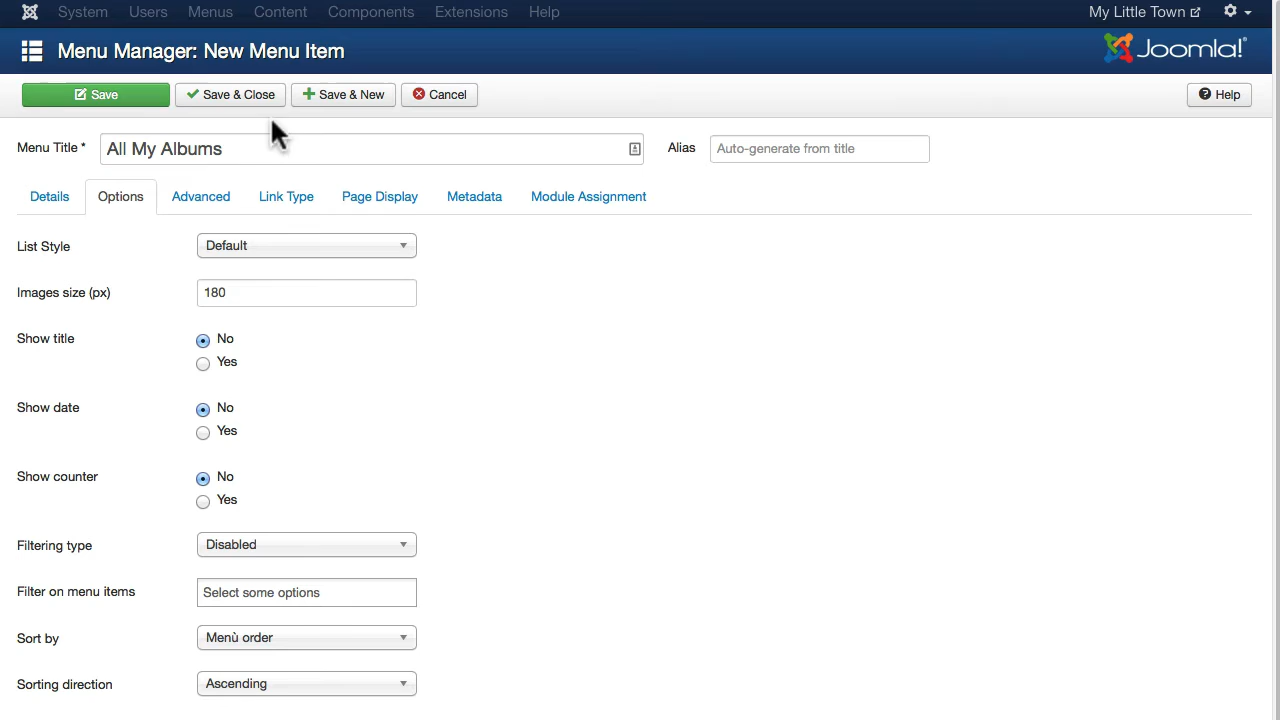 System Users Menus Content Components Extensions Help My Little Town
Menu Manager: New Menu Item Joomla!®
Save Save & Close Save & New Cancel Help
Menu Title * All My Albums Alias Auto-generate from title
Details Options Advanced Link Type Page Display Metadata Module Assignment
List Style Default
Images size (px) 180
Show title No
Yes
Show date No
Yes
Show counter No
Yes
Filtering type Disabled
Filter on menu items Select some options
Sort by Menù order
Sorting direction Ascending